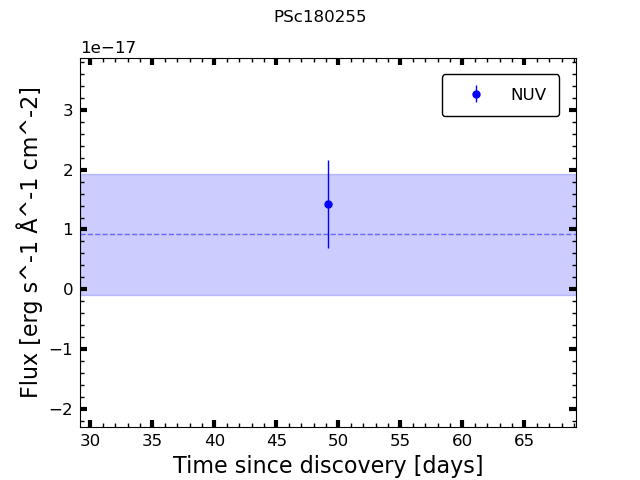 PSc180255
1e−17
NUV
3
2
1
0
−1
−2
Flux [erg s^-1 Å^-1 cm^-2]
30 35 40 45 50 55 60 65
Time since discovery [days]